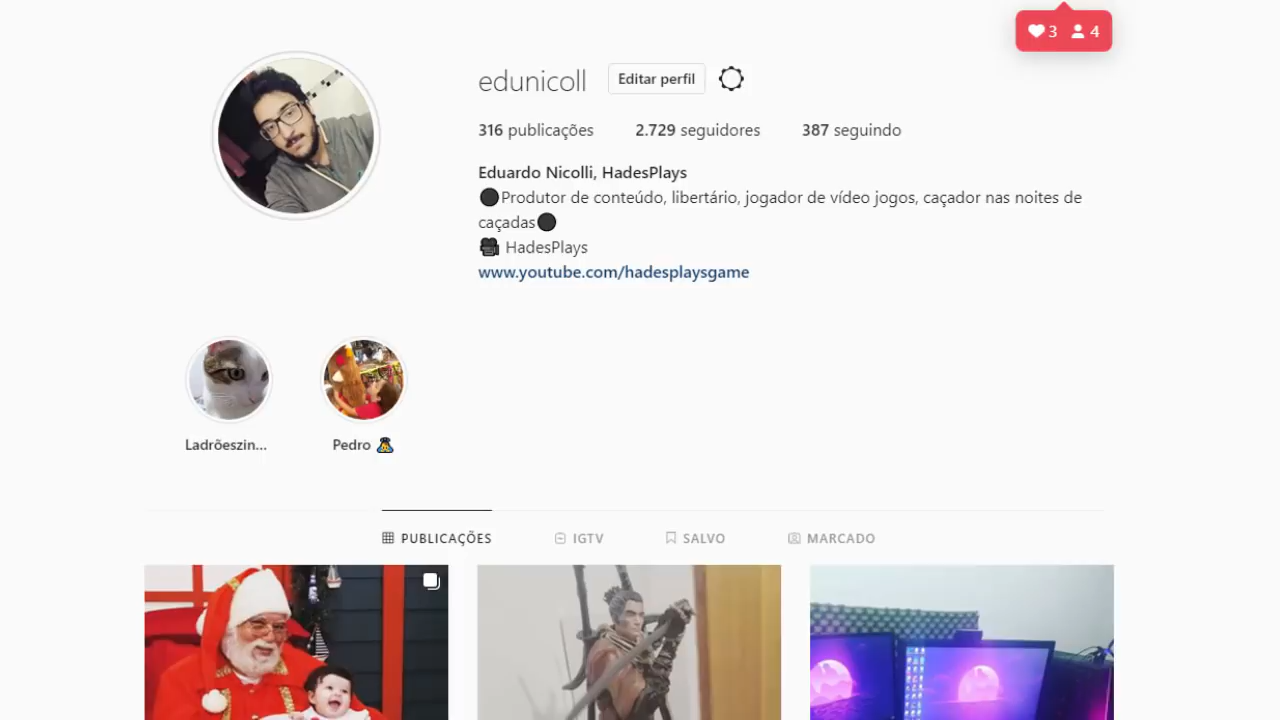 3 4
edunicoll Editar perfil
316 publicações 2.729 seguidores 387 seguindo
Eduardo Nicolli, HadesPlays
Produtor de conteúdo, libertário, jogador de vídeo jogos, caçador nas noites de
caçadas
HadesPlays
www.youtube.com/hadesplaysgame
Ladrõeszin... Pedro
PUBLICAÇÕES IGTV SALVO MARCADO